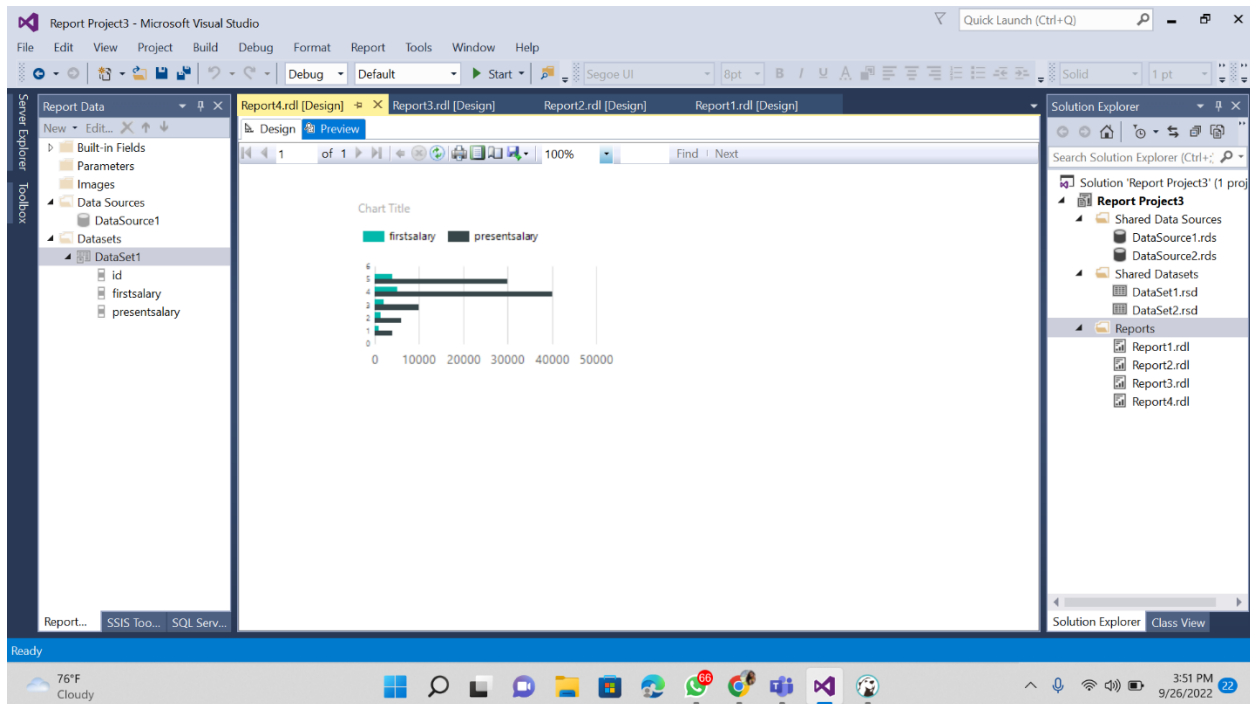 Report Project3 - Microsoft Visual Studio
Quick Launch (Ctrl+Q)
File Edit View Project Build Debug Format Report Tools Window Help
Debug Default Start Segoe UI 8pt B I U A Solid 1 pt
Server Explorer
Toolbox
Report Data
New Edit...
Built-in Fields
Parameters
Images
Data Sources
DataSource1
Datasets
DataSet1
id
firstsalary
presentsalary
Report... SSIS Too... SQL Serv...
Report4.rdl [Design] Report3.rdl [Design] Report2.rdl [Design] Report1.rdl [Design]
Design Preview
1 of 1 100% Find Next
Chart Title
firstsalary presentsalary
6
5
4
3
2
1
0
0 10000 20000 30000 40000 50000
Solution Explorer
Search Solution Explorer (Ctrl+;
Solution 'Report Project3' (1 proj
Report Project3
Shared Data Sources
DataSource1.rds
DataSource2.rds
Shared Datasets
DataSet1.rsd
DataSet2.rsd
Reports
Report1.rdl
Report2.rdl
Report3.rdl
Report4.rdl
Solution Explorer Class View
Ready
76°F
Cloudy
66
3:51 PM
9/26/2022
22